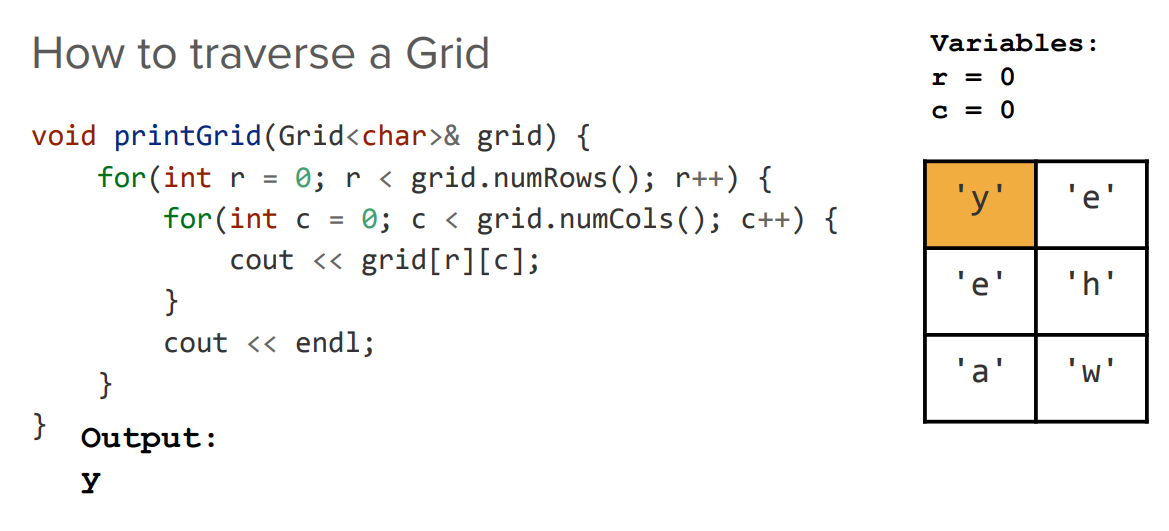 How to traverse a Grid
void printGrid(Grid<char>& grid) {
    for(int r = 0; r < grid.numRows(); r++) {
        for(int c = 0; c < grid.numCols(); c++) {
            cout << grid[r][c];
        }
        cout << endl;
    }
}
Output:
y
Variables:
r = 0
c = 0
'y' 'e'
'e' 'h'
'a' 'w'